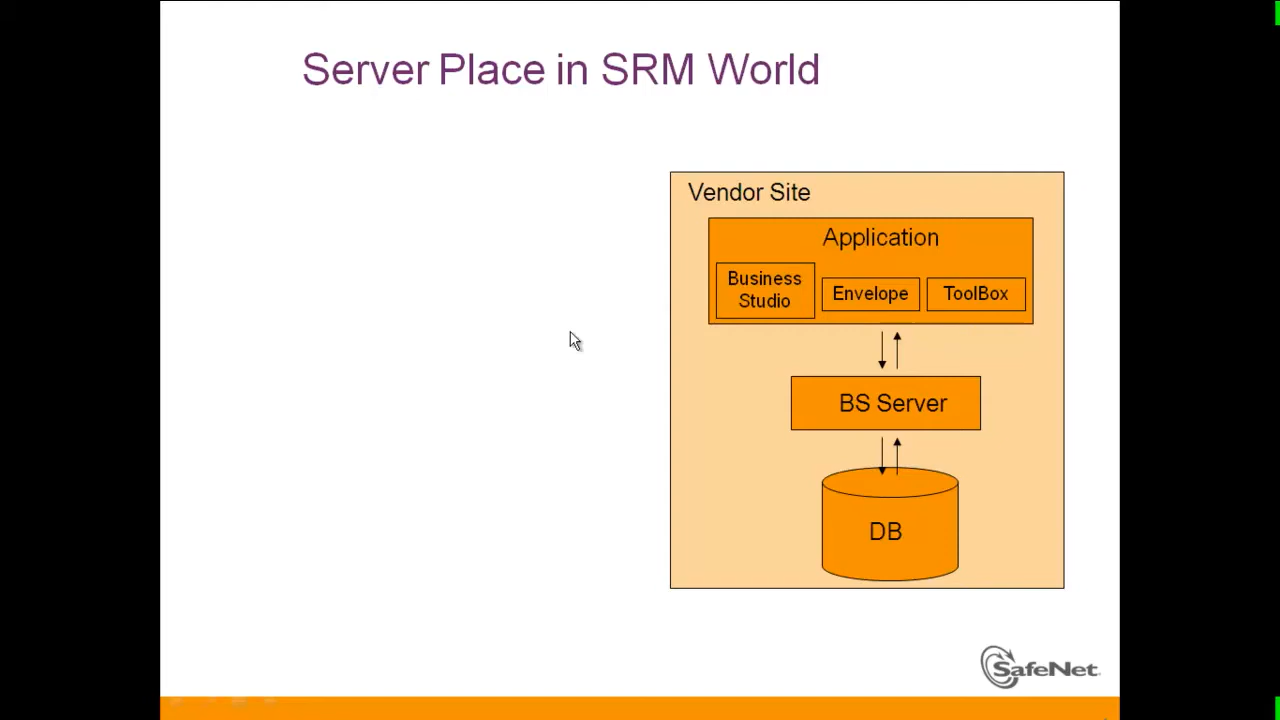 Server Place in SRM World
Vendor Site
Application
Business
Studio
Envelope
ToolBox
BS Server
DB
SafeNet